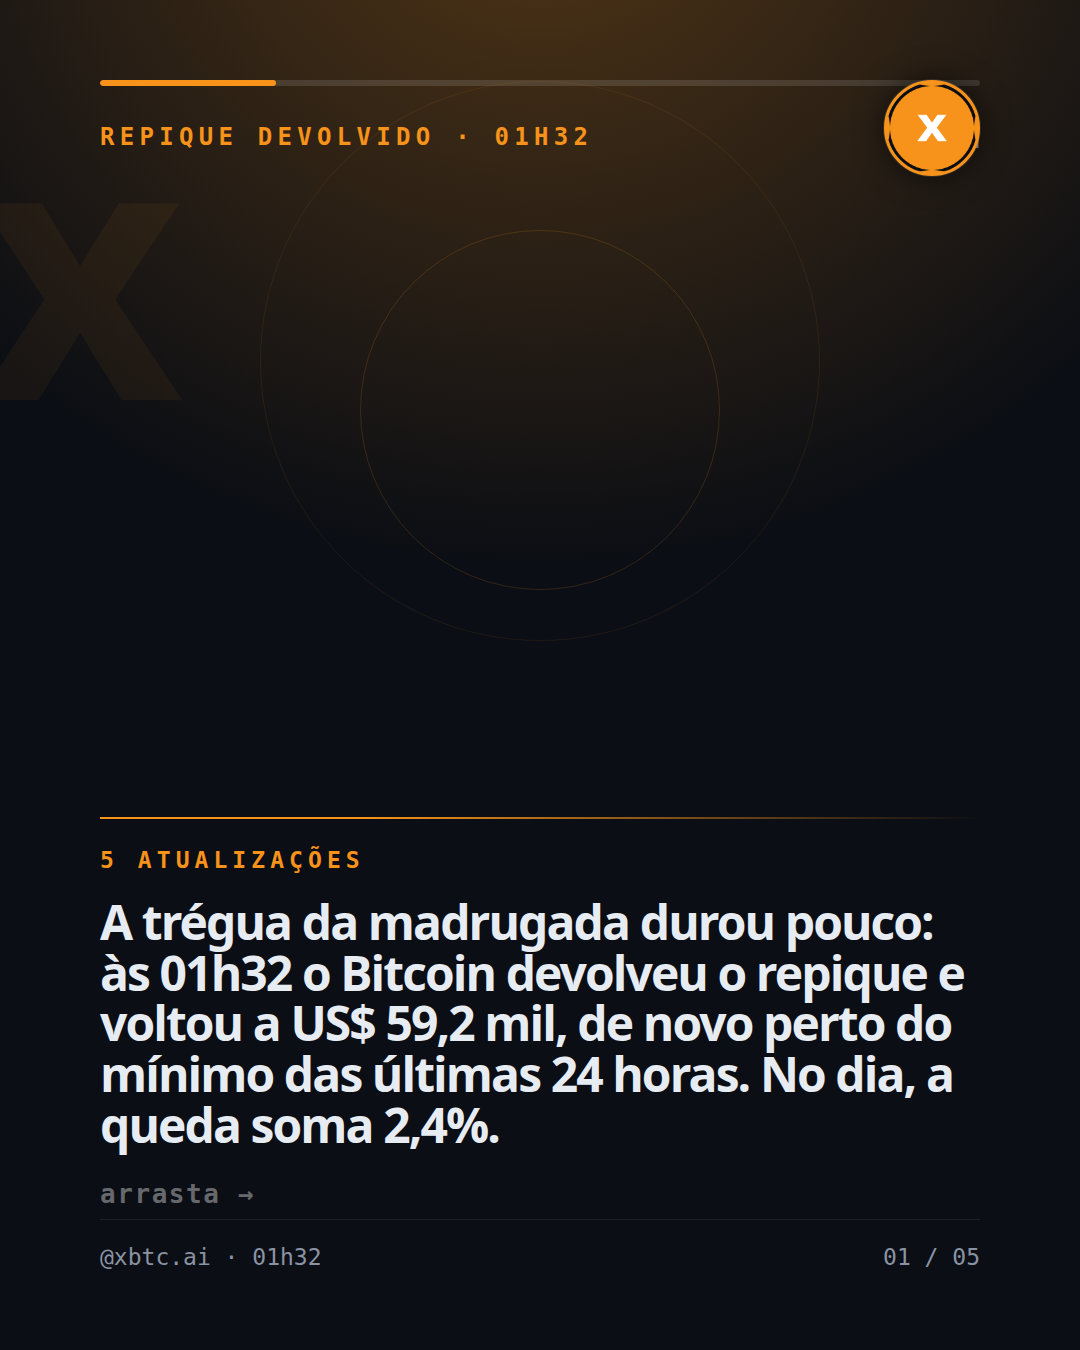 REPIQUE DEVOLVIDO · 01H32
X
X
5 ATUALIZAÇÕES
A trégua da madrugada durou pouco:
às 01h32 o Bitcoin devolveu o repique e
voltou a US$ 59,2 mil, de novo perto do
mínimo das últimas 24 horas. No dia, a
queda soma 2,4%.
arrasta →
@xbtc.ai · 01h32
01 / 05